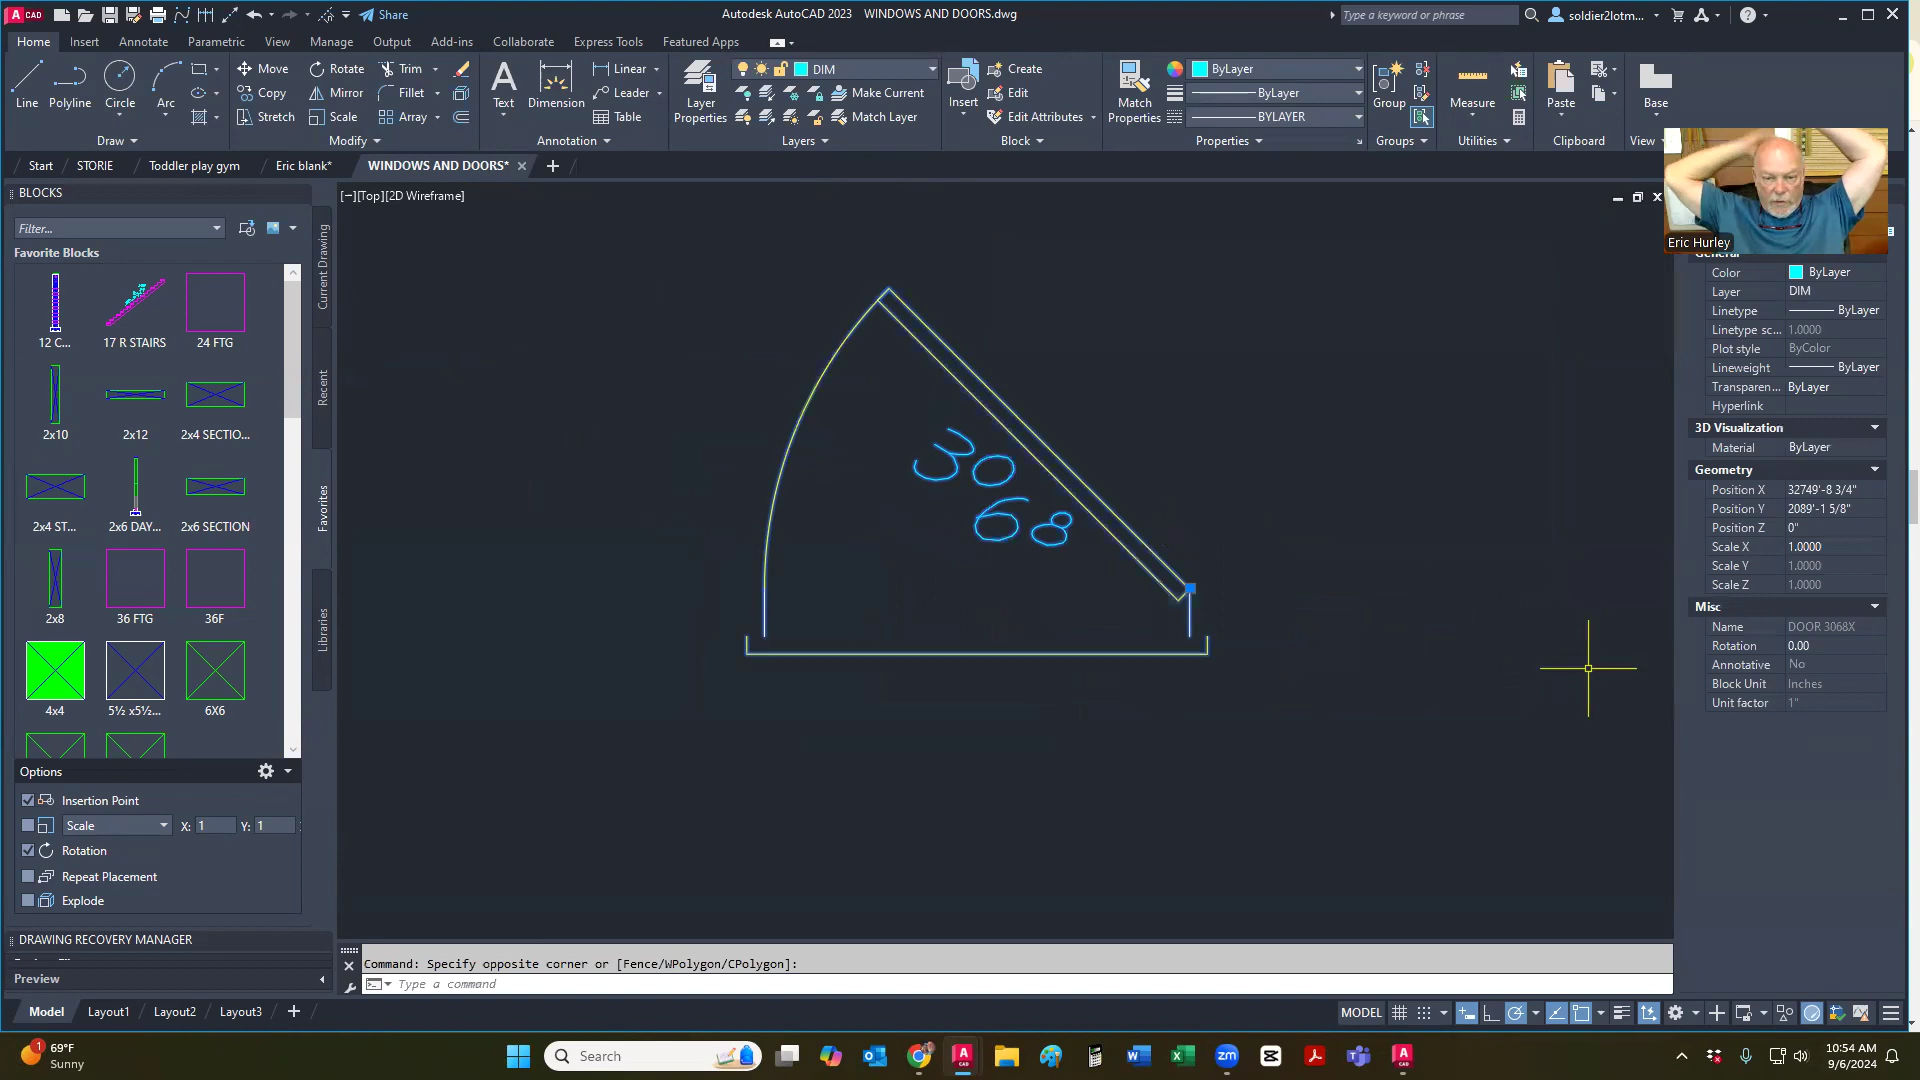 CAD
Share
Autodesk AutoCAD 2023 WINDOWS AND DOORS.dwg
Type a keyword or phrase
soldier2lotm...
Home Insert Annotate Parametric View Manage Output Add-ins Collaborate Express Tools Featured Apps
Line Polyline Circle Arc
Move Rotate Trim
Copy Mirror Fillet
Stretch Scale Array
Text Dimension
Linear
Leader
Table
Layer Properties
DIM
Make Current
Match Layer
Insert
Create
Edit
Edit Attributes
Match Properties
ByLayer
ByLayer
BYLAYER
Group
Measure
Paste
Base
Draw Modify Annotation Layers Block Properties Groups Utilities Clipboard View
Start STORIE Toddler play gym Eric blank* WINDOWS AND DOORS*
BLOCKS
[−][Top][2D Wireframe]
Filter...
Favorite Blocks
12 C... 17 R STAIRS 24 FTG
2x10 2x12 2x4 SECTIO...
2x4 ST... 2x6 DAY... 2x6 SECTION
2x8 36 FTG 36F
4x4 5½ x5½... 6X6
Current Drawing
Recent
Favorites
Libraries
Options
Insertion Point
Scale X: 1 Y: 1
Rotation
Repeat Placement
Explode
DRAWING RECOVERY MANAGER
Preview
30
68
Eric Hurley
General
Color ByLayer
Layer DIM
Linetype ByLayer
Linetype sc... 1.0000
Plot style ByColor
Lineweight ByLayer
Transparen... ByLayer
Hyperlink
3D Visualization
Material ByLayer
Geometry
Position X 32749'-8 3/4"
Position Y 2089'-1 5/8"
Position Z 0"
Scale X 1.0000
Scale Y 1.0000
Scale Z 1.0000
Misc
Name DOOR 3068X
Rotation 0.00
Annotative No
Block Unit Inches
Unit factor 1"
Command: Specify opposite corner or [Fence/WPolygon/CPolygon]:
Type a command
Model Layout1 Layout2 Layout3
MODEL
1
69°F
Sunny
Search
10:54 AM
9/6/2024